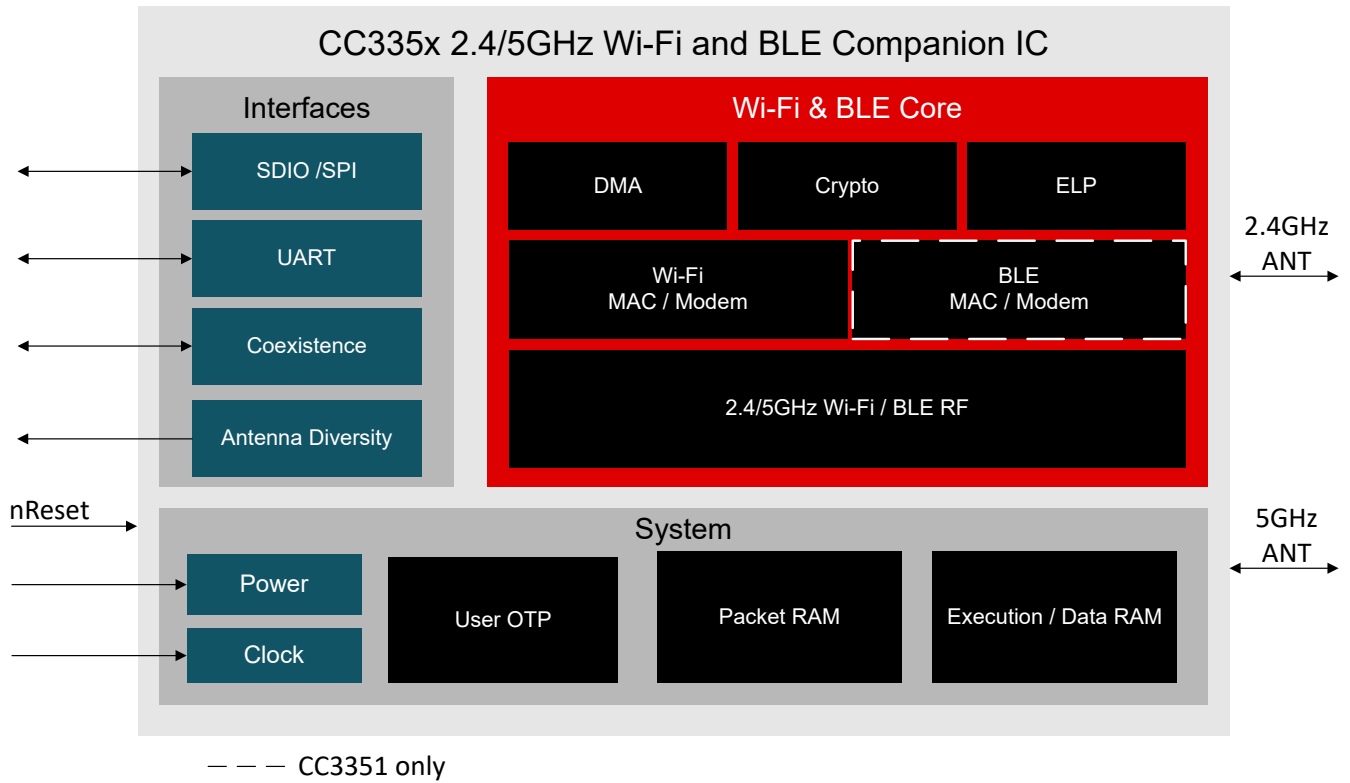 CC335x 2.4/5GHz Wi-Fi and BLE Companion IC
Interfaces
SDIO /SPI
UART
Coexistence
Antenna Diversity
Wi-Fi & BLE Core
DMA
Crypto
ELP
Wi-Fi
MAC / Modem
BLE
MAC / Modem
2.4/5GHz Wi-Fi / BLE RF
2.4GHz
ANT
nReset
5GHz
ANT
System
Power
Clock
User OTP
Packet RAM
Execution / Data RAM
CC3351 only